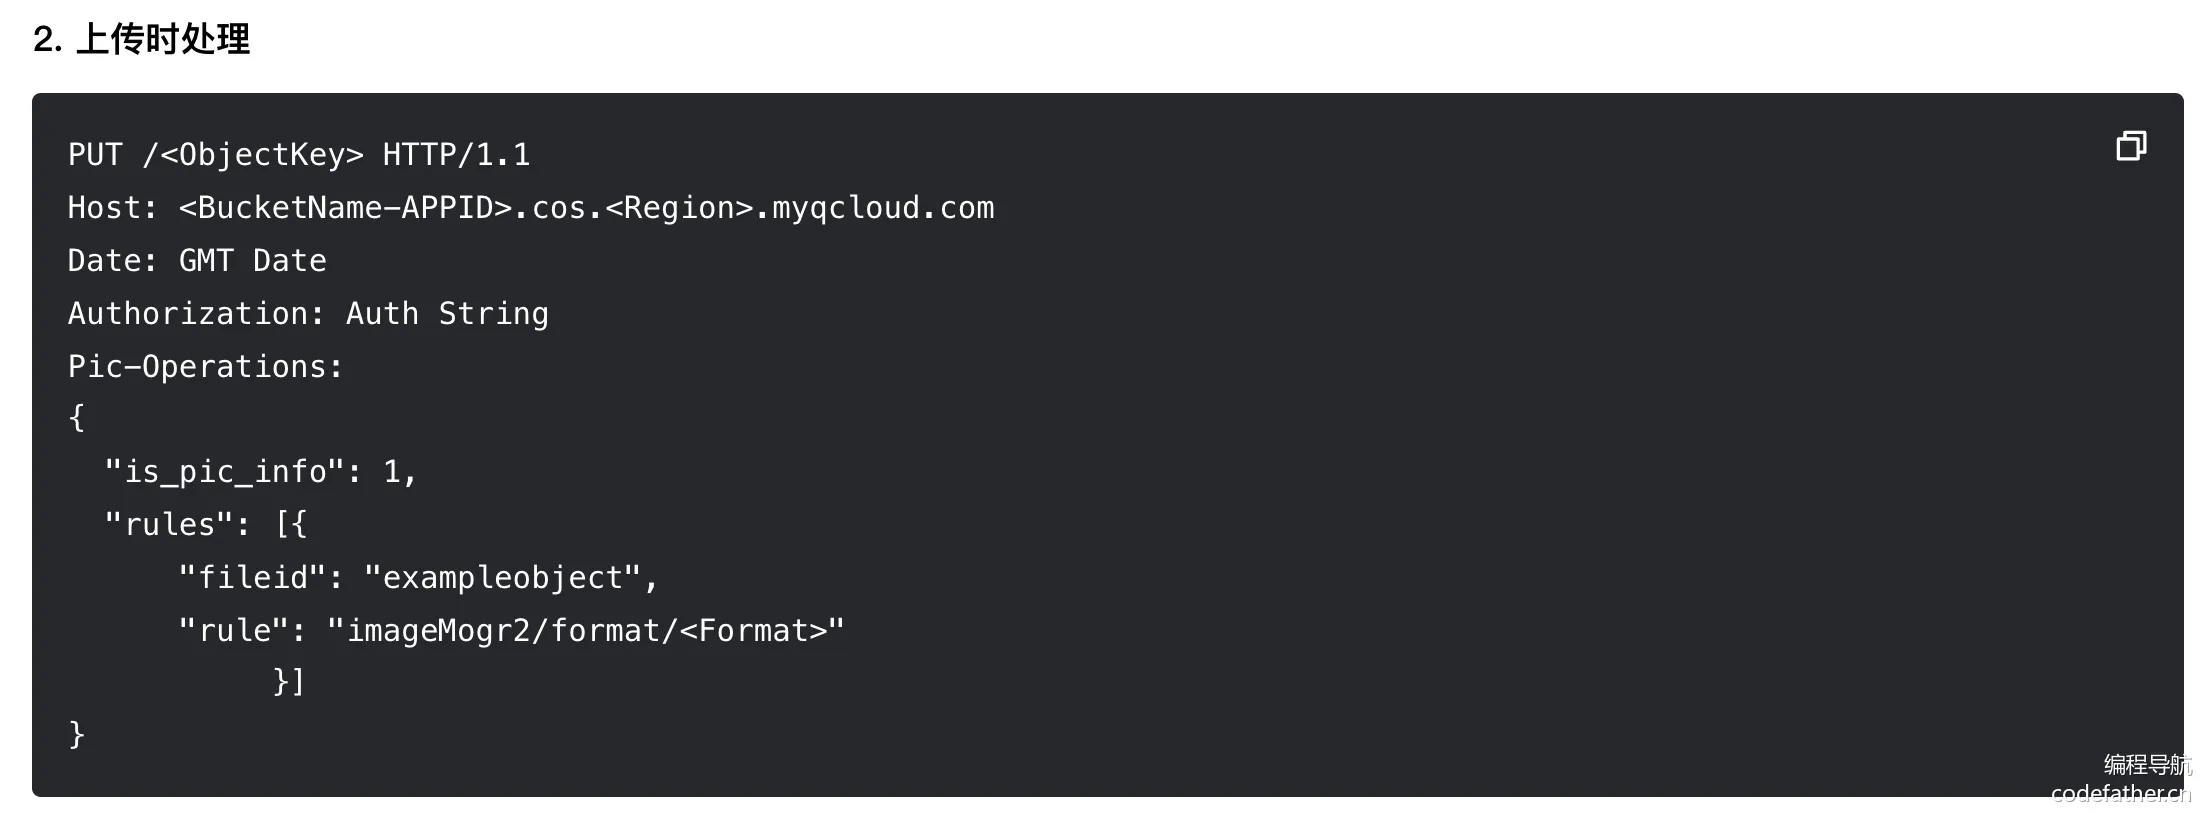 2. 上传时处理
PUT /<ObjectKey> HTTP/1.1
Host: <BucketName-APPID>.cos.<Region>.myqcloud.com
Date: GMT Date
Authorization: Auth String
Pic-Operations:
{
  "is_pic_info": 1,
  "rules": [{
      "fileid": "exampleobject",
      "rule": "imageMogr2/format/<Format>"
           }]
}
编程导航
codefather.cn